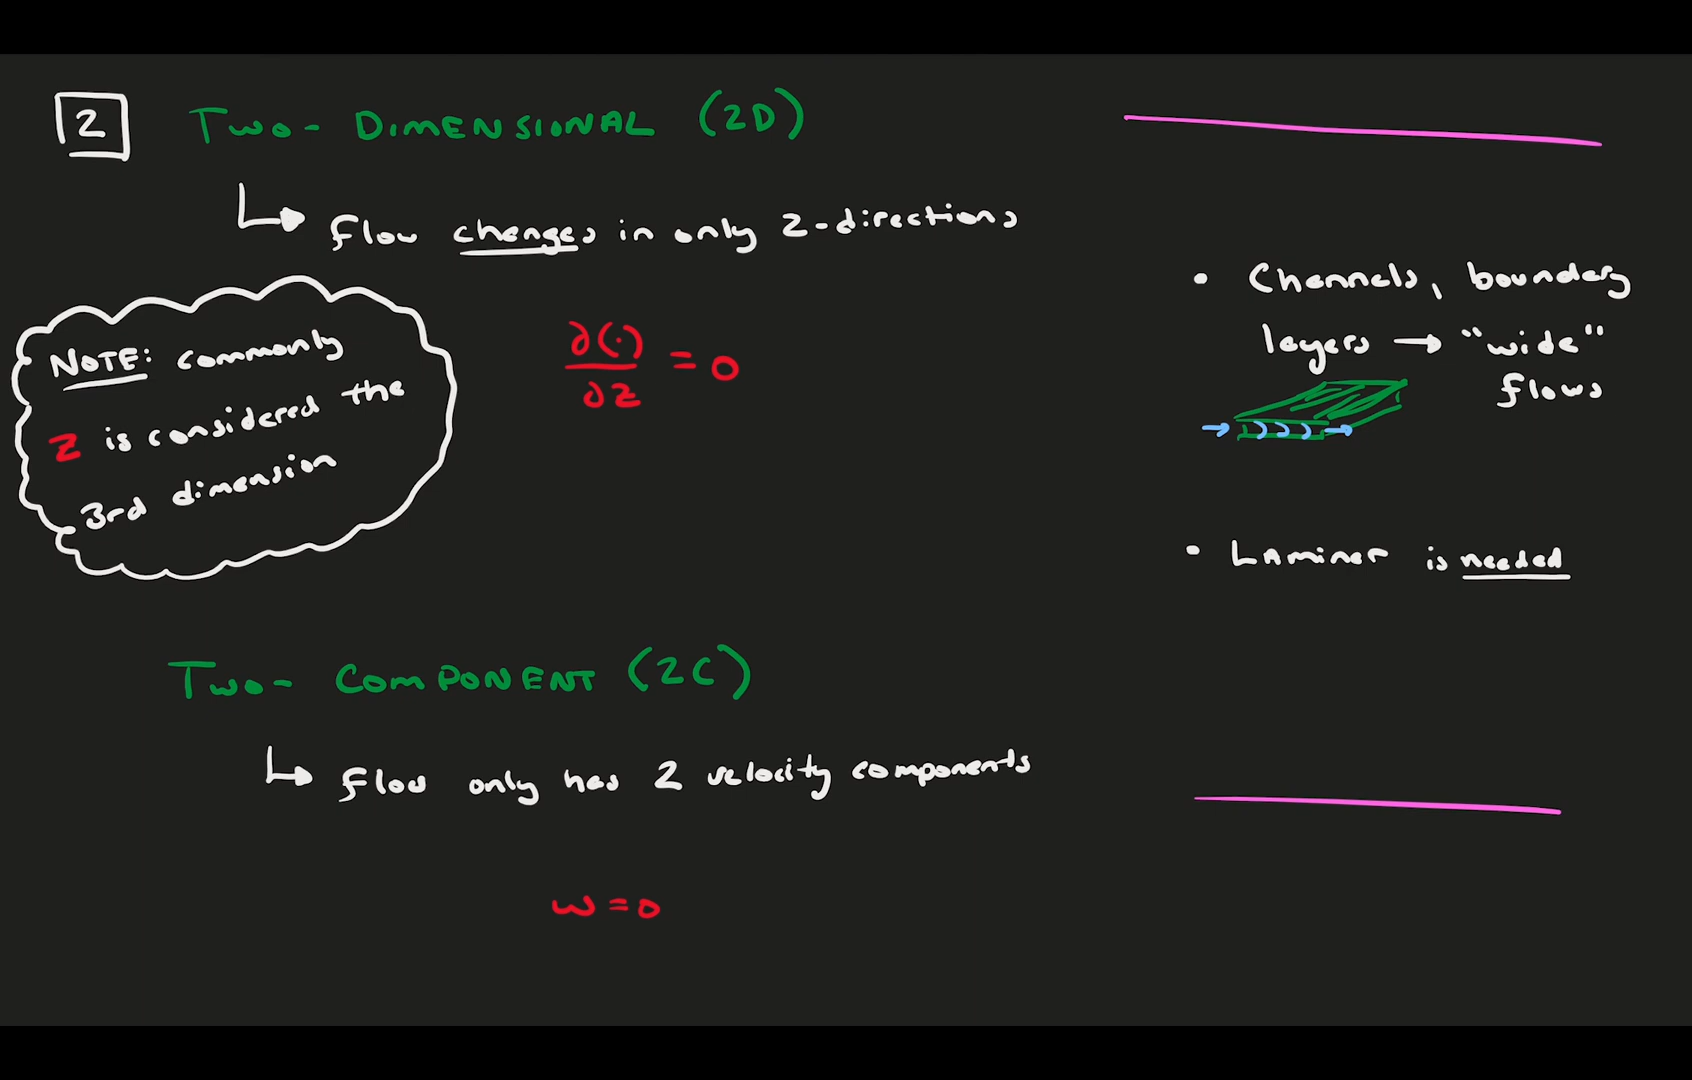 2 Two-Dimensional (2D)
flow changes in only 2-directions
NOTE: commonly
z is considered the
3rd dimension
∂(·)/∂z = 0
• Channels, boundary
layers → "wide"
flows
• Laminar is needed
Two-Component (2C)
flow only has 2 velocity components
w=0